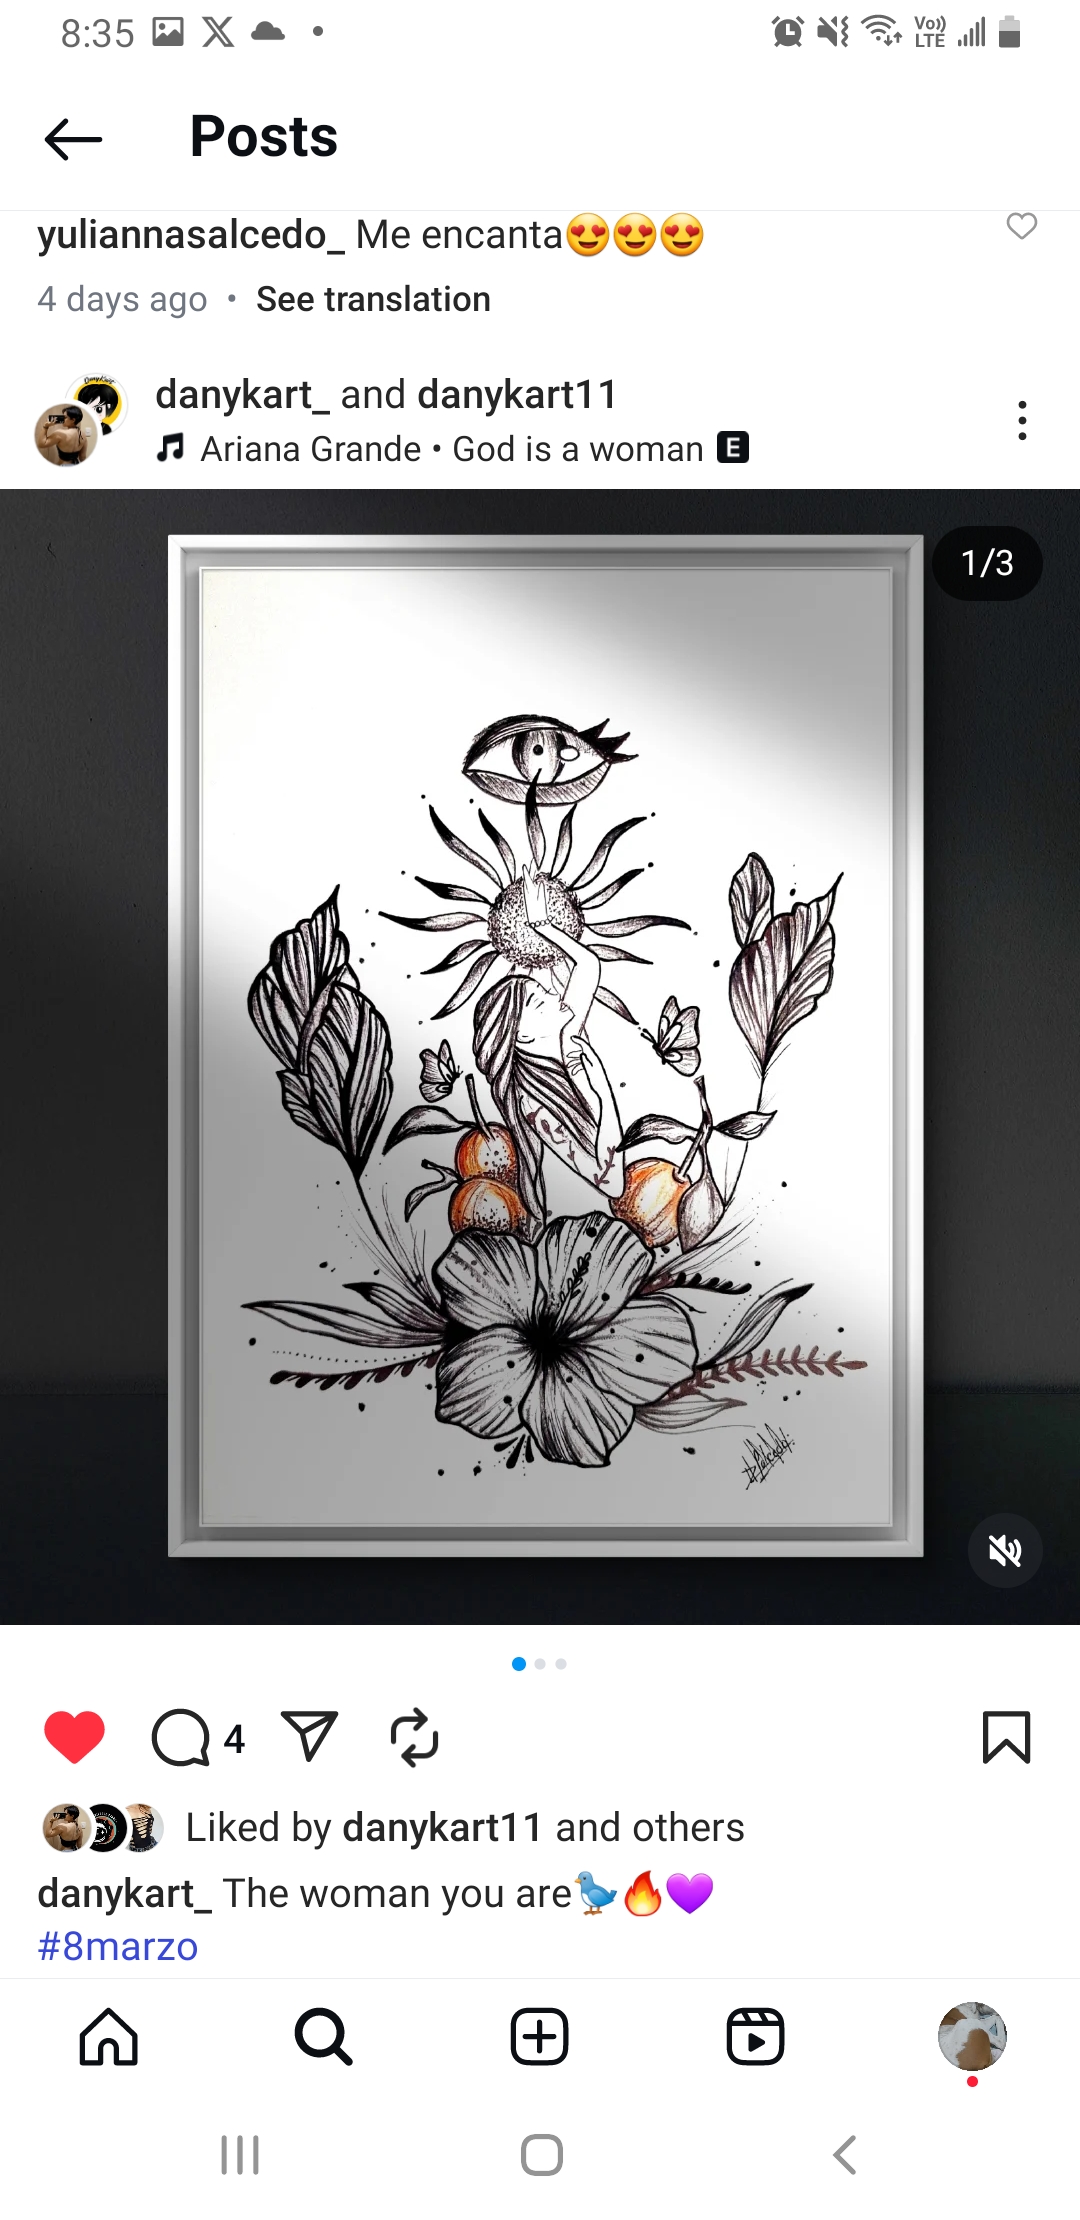 8:35
Vo))
LTE
Posts
yuliannasalcedo_ Me encanta😍😍😍
4 days ago • See translation
danykart_ and danykart11
Ariana Grande • God is a woman E
1/3
4
Liked by danykart11 and others
danykart_ The woman you are🐦🔥💜
#8marzo